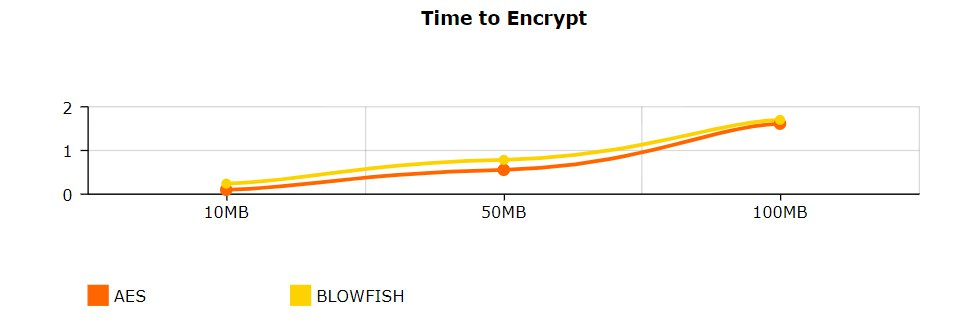 Time to Encrypt
2
1
0
10MB 50MB 100MB
AES BLOWFISH